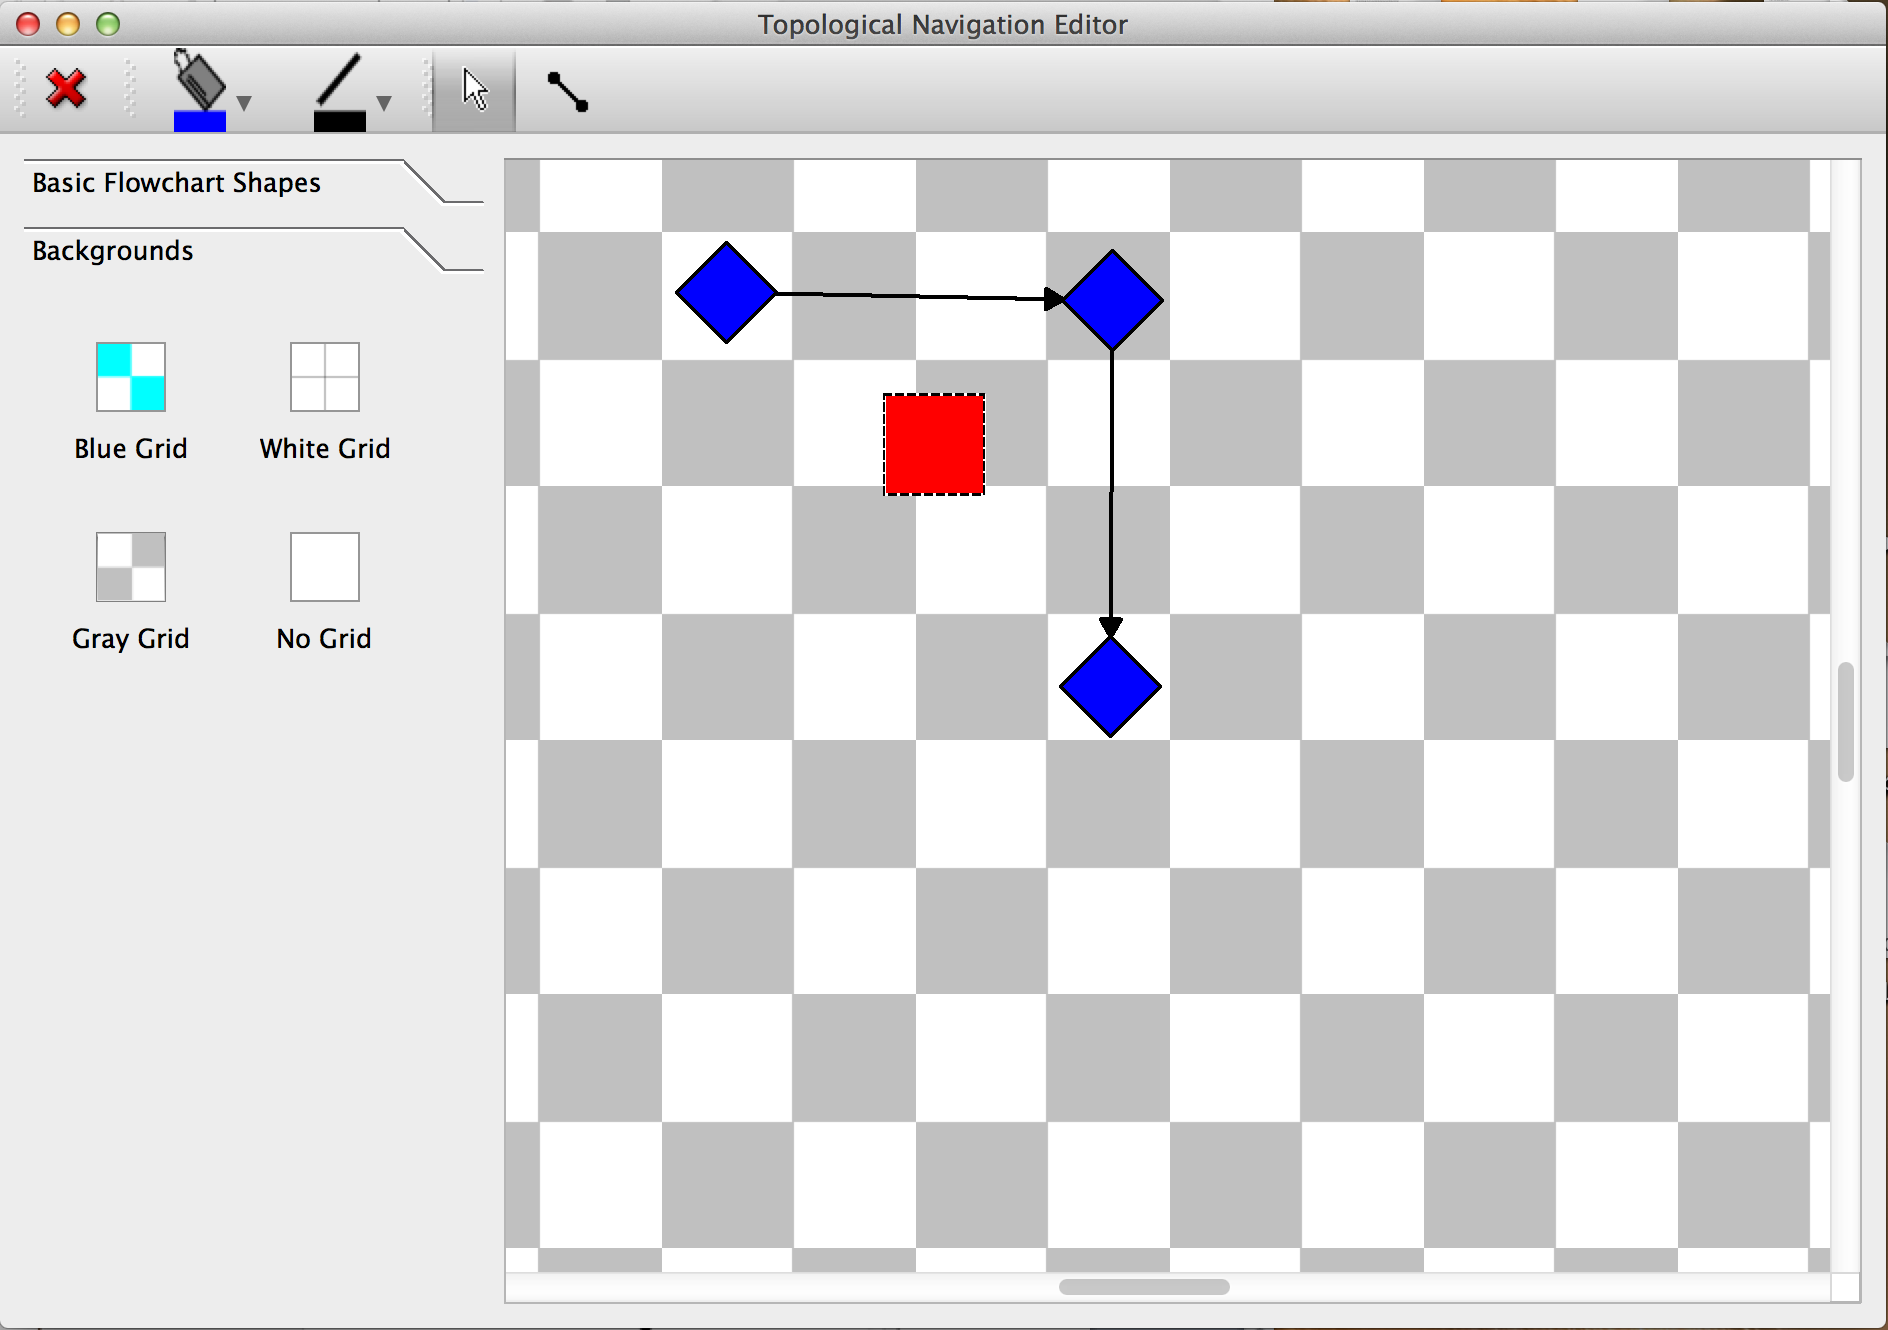 Topological Navigation Editor
Basic Flowchart Shapes
Backgrounds
Blue Grid
White Grid
Gray Grid
No Grid